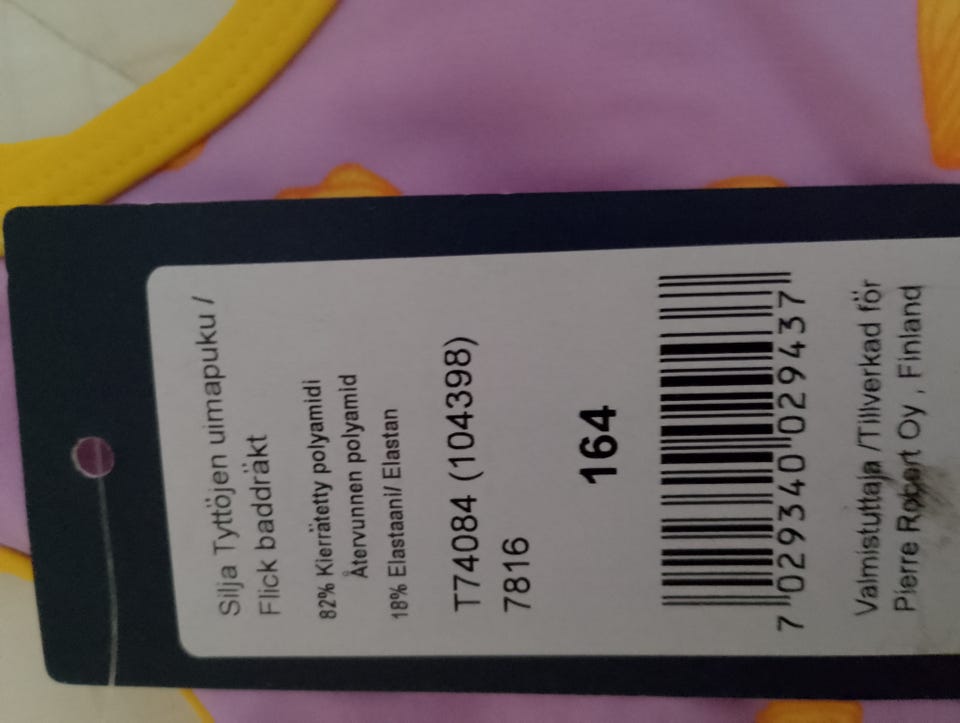 Silja Tyttöjen uimapuku /
Flick baddräkt
82% Kierrätetty polyamidi
Återvunnen polyamid
18% Elastaani/ Elastan
T74084 (104398)
7816
164
7 029340 029437
Valmistuttaja /Tillverkad för
Pierre Robert Oy , Finland